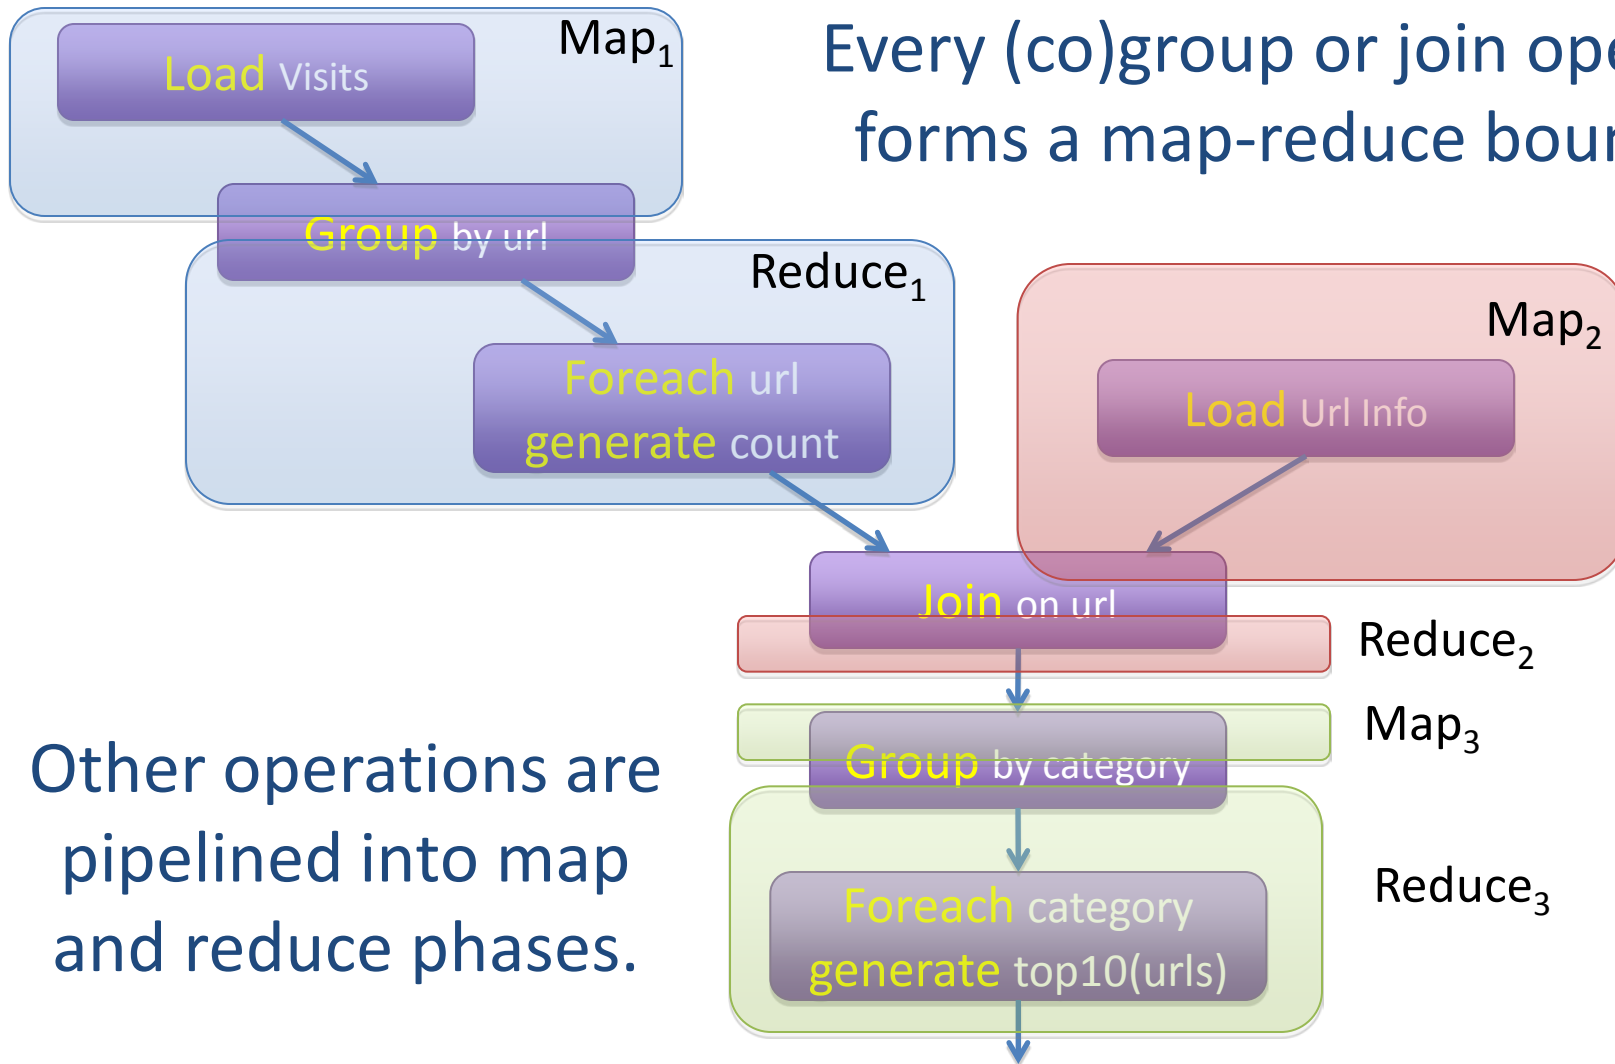 Map1
Load Visits
Every (co)group or join ope
forms a map-reduce bour
Group by url
Reduce1
Foreach url
generate count
Map2
Load Url Info
Join on url
Reduce2
Map3
Group by category
Other operations are
pipelined into map
and reduce phases.
Reduce3
Foreach category
generate top10(urls)